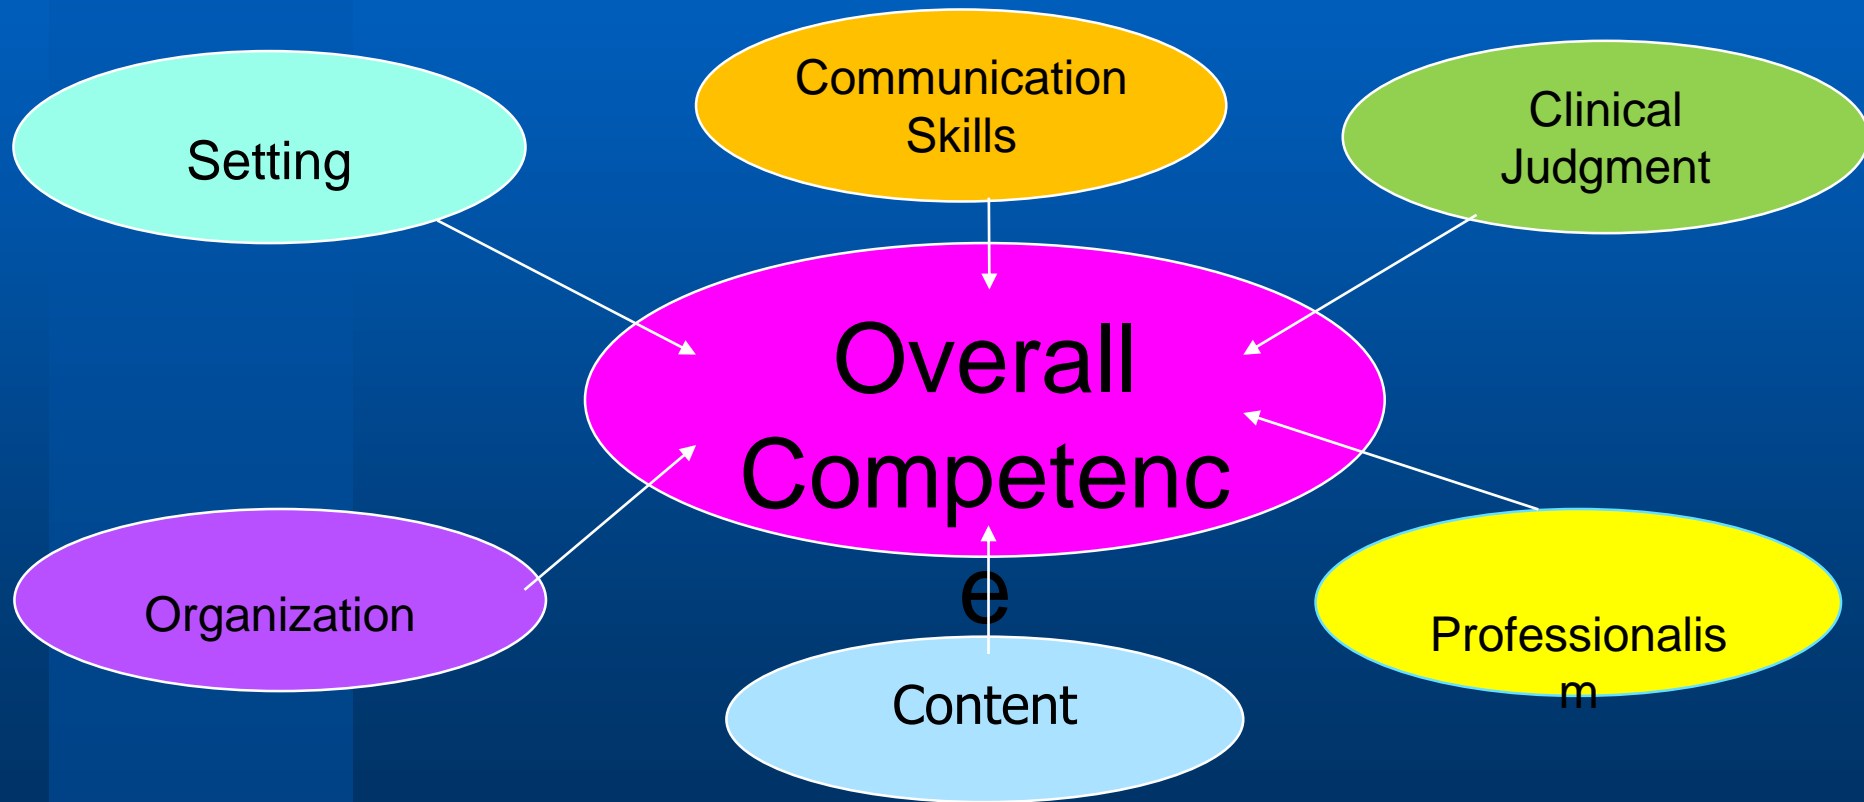 Communication
Skills
Clinical
Judgment
Setting
Overall
Competenc
e
Organization
Professionalis
m
Content